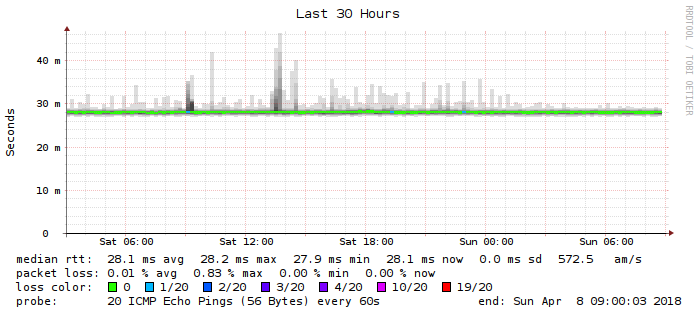 Last 30 Hours
RRDTOOL / TOBI OETIKER
Seconds
40 m
30 m
20 m
10 m
0
Sat 06:00 Sat 12:00 Sat 18:00 Sun 00:00 Sun 06:00
median rtt: 28.1 ms avg 28.2 ms max 27.9 ms min 28.1 ms now 0.0 ms sd 572.5 am/s
packet loss: 0.01 % avg 0.83 % max 0.00 % min 0.00 % now
loss color: 0 1/20 2/20 3/20 4/20 10/20 19/20
probe: 20 ICMP Echo Pings (56 Bytes) every 60s end: Sun Apr 8 09:00:03 2018